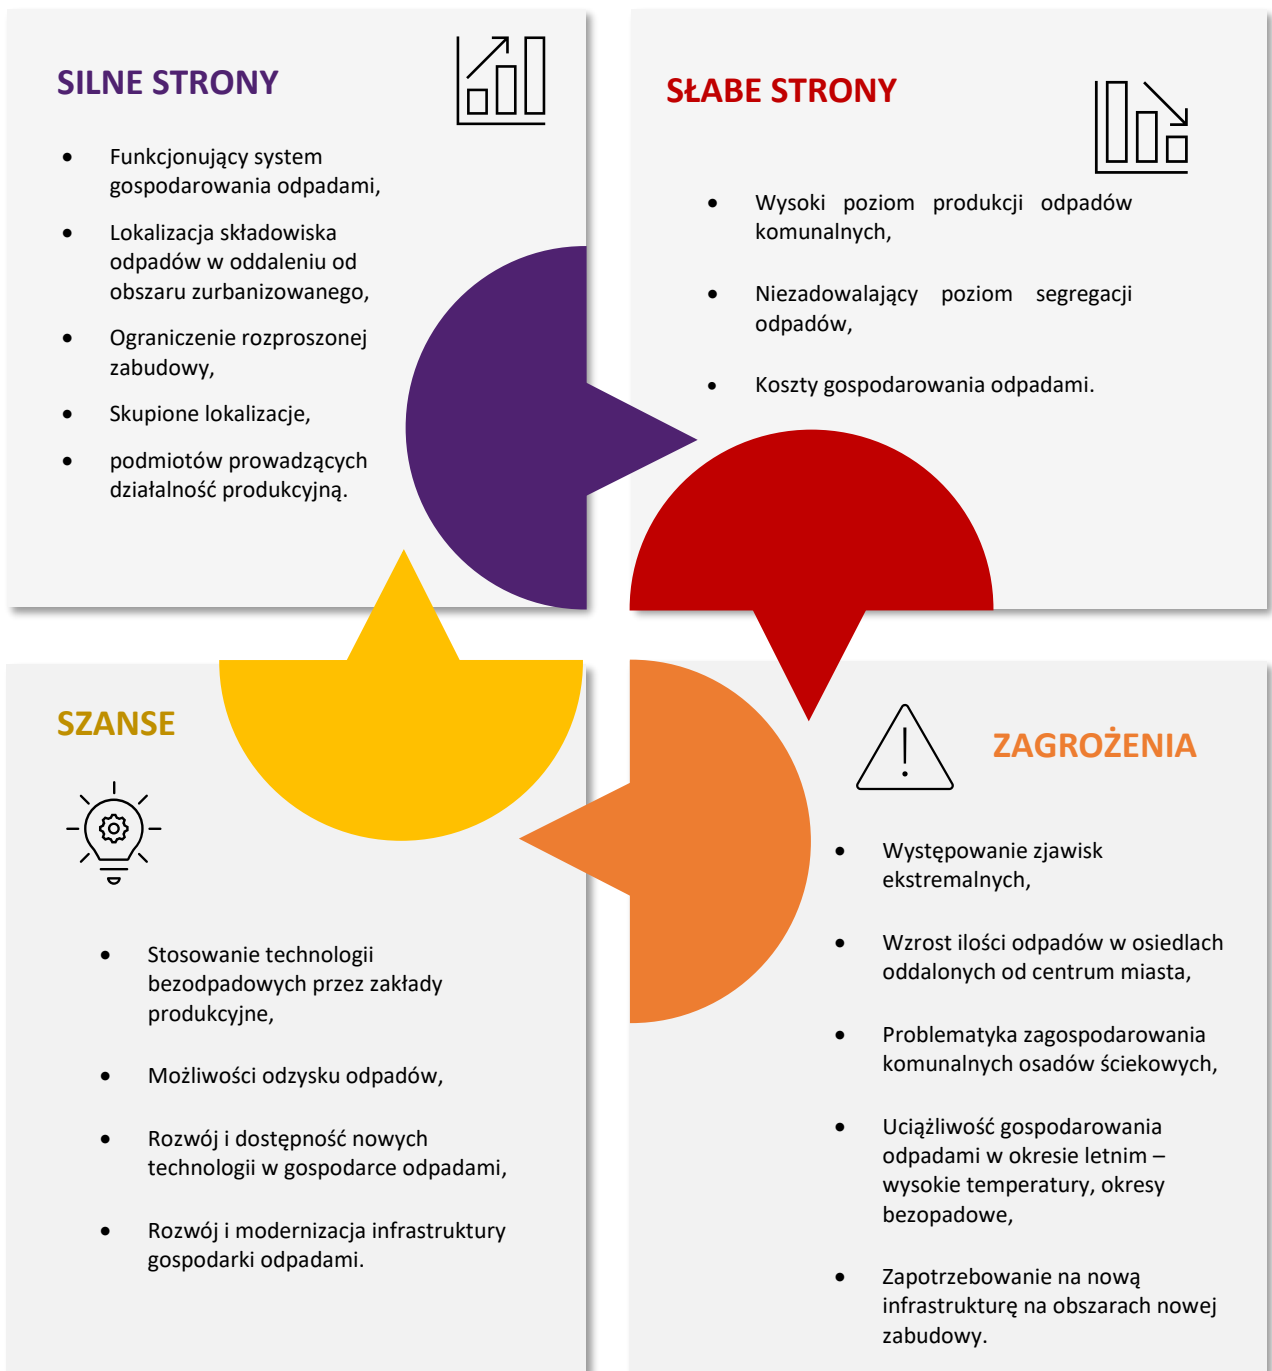 SILNE STRONY
• Funkcjonujący system
gospodarowania odpadami,
• Lokalizacja składowiska
odpadów w oddaleniu od
obszaru zurbanizowanego,
• Ograniczenie rozproszonej
zabudowy,
• Skupione lokalizacje,
• podmiotów prowadzących
działalność produkcyjną.
SŁABE STRONY
• Wysoki poziom produkcji odpadów
komunalnych,
• Niezadowalający poziom segregacji
odpadów,
• Koszty gospodarowania odpadami.
SZANSE
• Stosowanie technologii
bezodpadowych przez zakłady
produkcyjne,
• Możliwości odzysku odpadów,
• Rozwój i dostępność nowych
technologii w gospodarce odpadami,
• Rozwój i modernizacja infrastruktury
gospodarki odpadami.
ZAGROŻENIA
• Występowanie zjawisk
ekstremalnych,
• Wzrost ilości odpadów w osiedlach
oddalonych od centrum miasta,
• Problematyka zagospodarowania
komunalnych osadów ściekowych,
• Uciążliwość gospodarowania
odpadami w okresie letnim –
wysokie temperatury, okresy
bezopadowe,
• Zapotrzebowanie na nową
infrastrukturę na obszarach nowej
zabudowy.